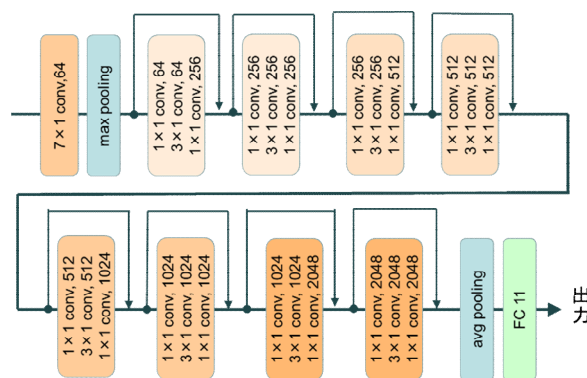 7×1 conv,64
max pooling
1×1 conv, 64
3×1 conv, 64
1×1 conv, 256
1×1 conv, 256
3×1 conv, 256
1×1 conv, 256
1×1 conv, 256
3×1 conv, 256
1×1 conv, 512
1×1 conv, 512
3×1 conv, 512
1×1 conv, 512
1×1 conv, 512
3×1 conv, 512
1×1 conv, 1024
1×1 conv, 1024
3×1 conv, 1024
1×1 conv, 1024
1×1 conv, 1024
3×1 conv, 1024
1×1 conv, 2048
1×1 conv, 2048
3×1 conv, 2048
1×1 conv, 2048
avg pooling
FC 11
出力